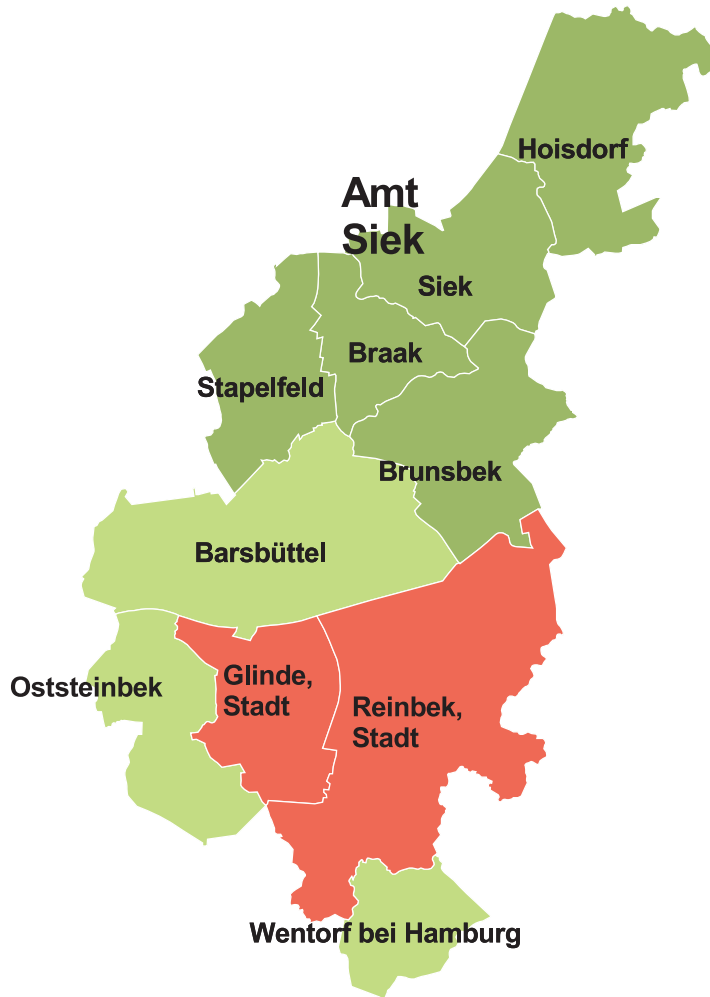 Hoisdorf
Amt
Siek
Siek
Braak
Stapelfeld
Brunsbek
Barsbüttel
Oststeinbek
Glinde,
Stadt
Reinbek,
Stadt
Wentorf bei Hamburg